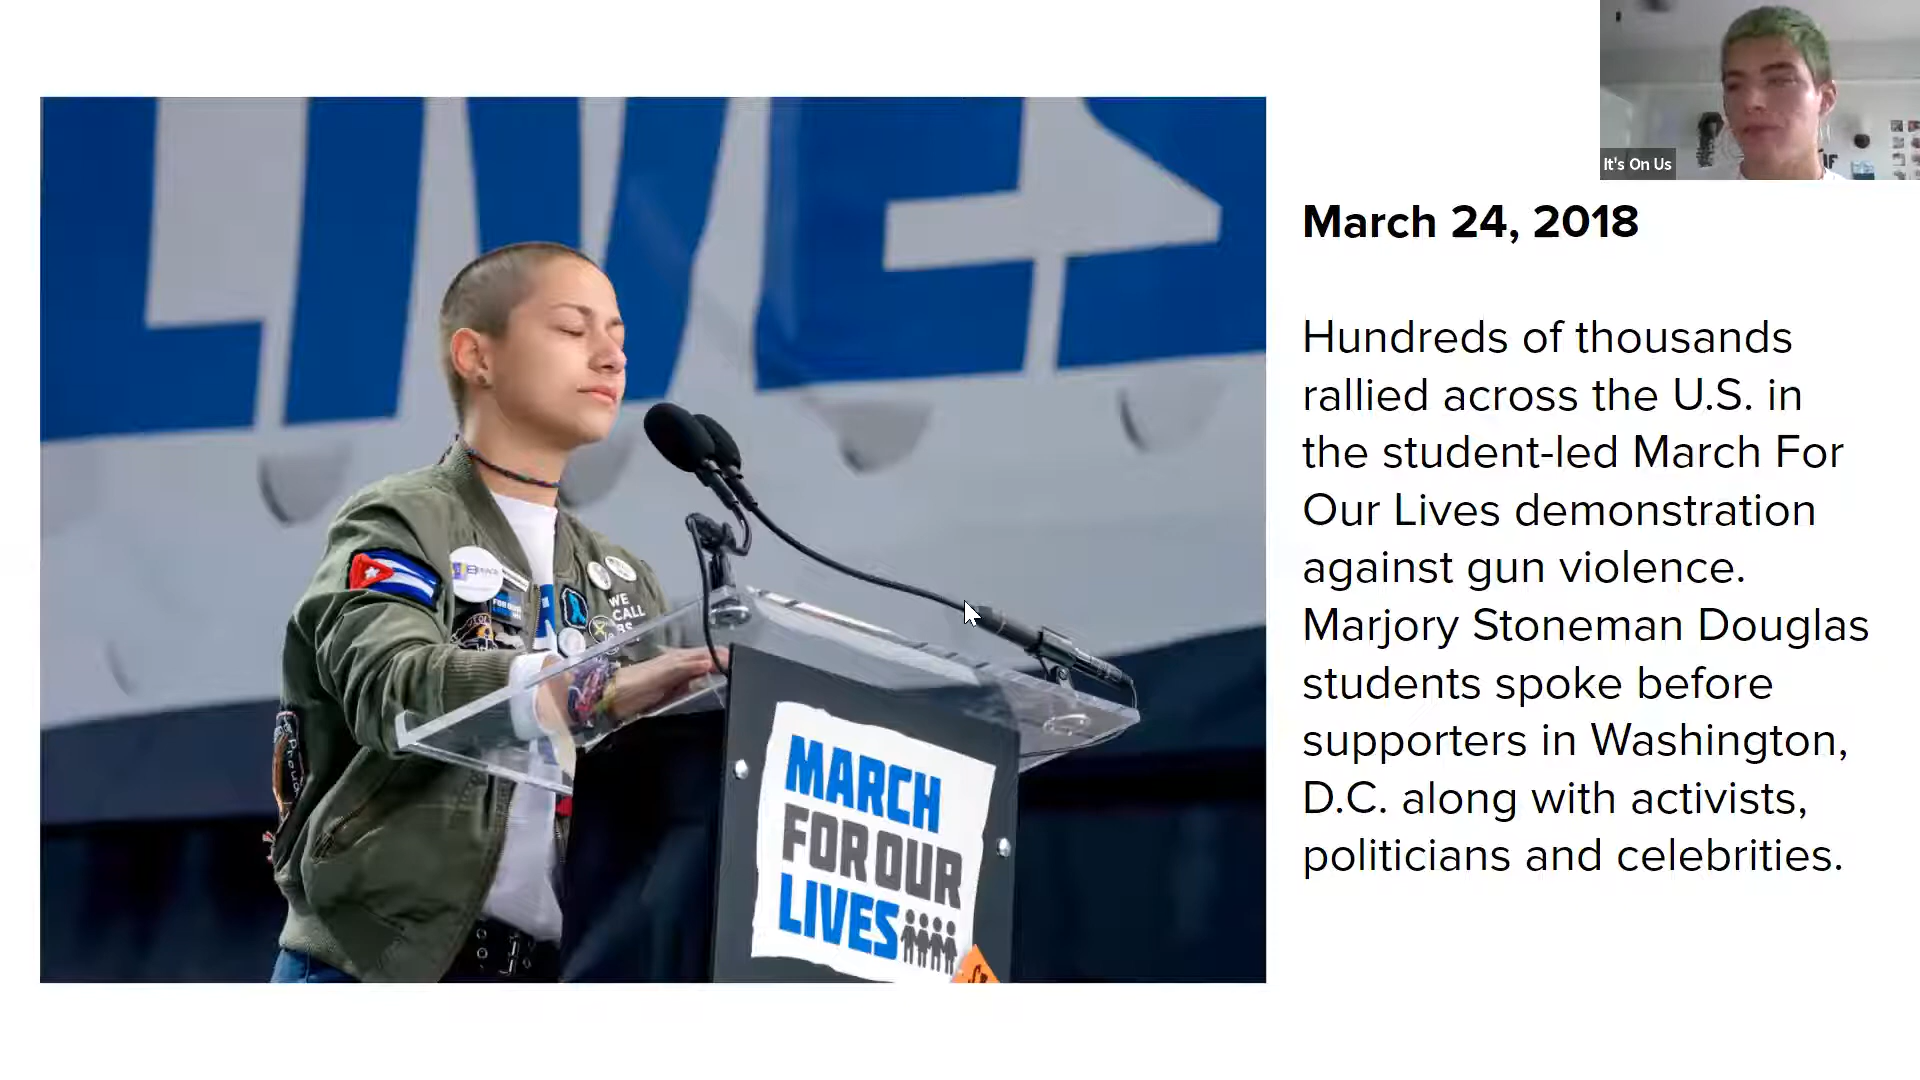 It's On Us
LIVES
March 24, 2018
Hundreds of thousands
rallied across the U.S. in
the student-led March For
Our Lives demonstration
against gun violence.
Marjory Stoneman Douglas
students spoke before
supporters in Washington,
D.C. along with activists,
politicians and celebrities.
WE
CALL
BS
MARCH
FOR OUR
LIVES